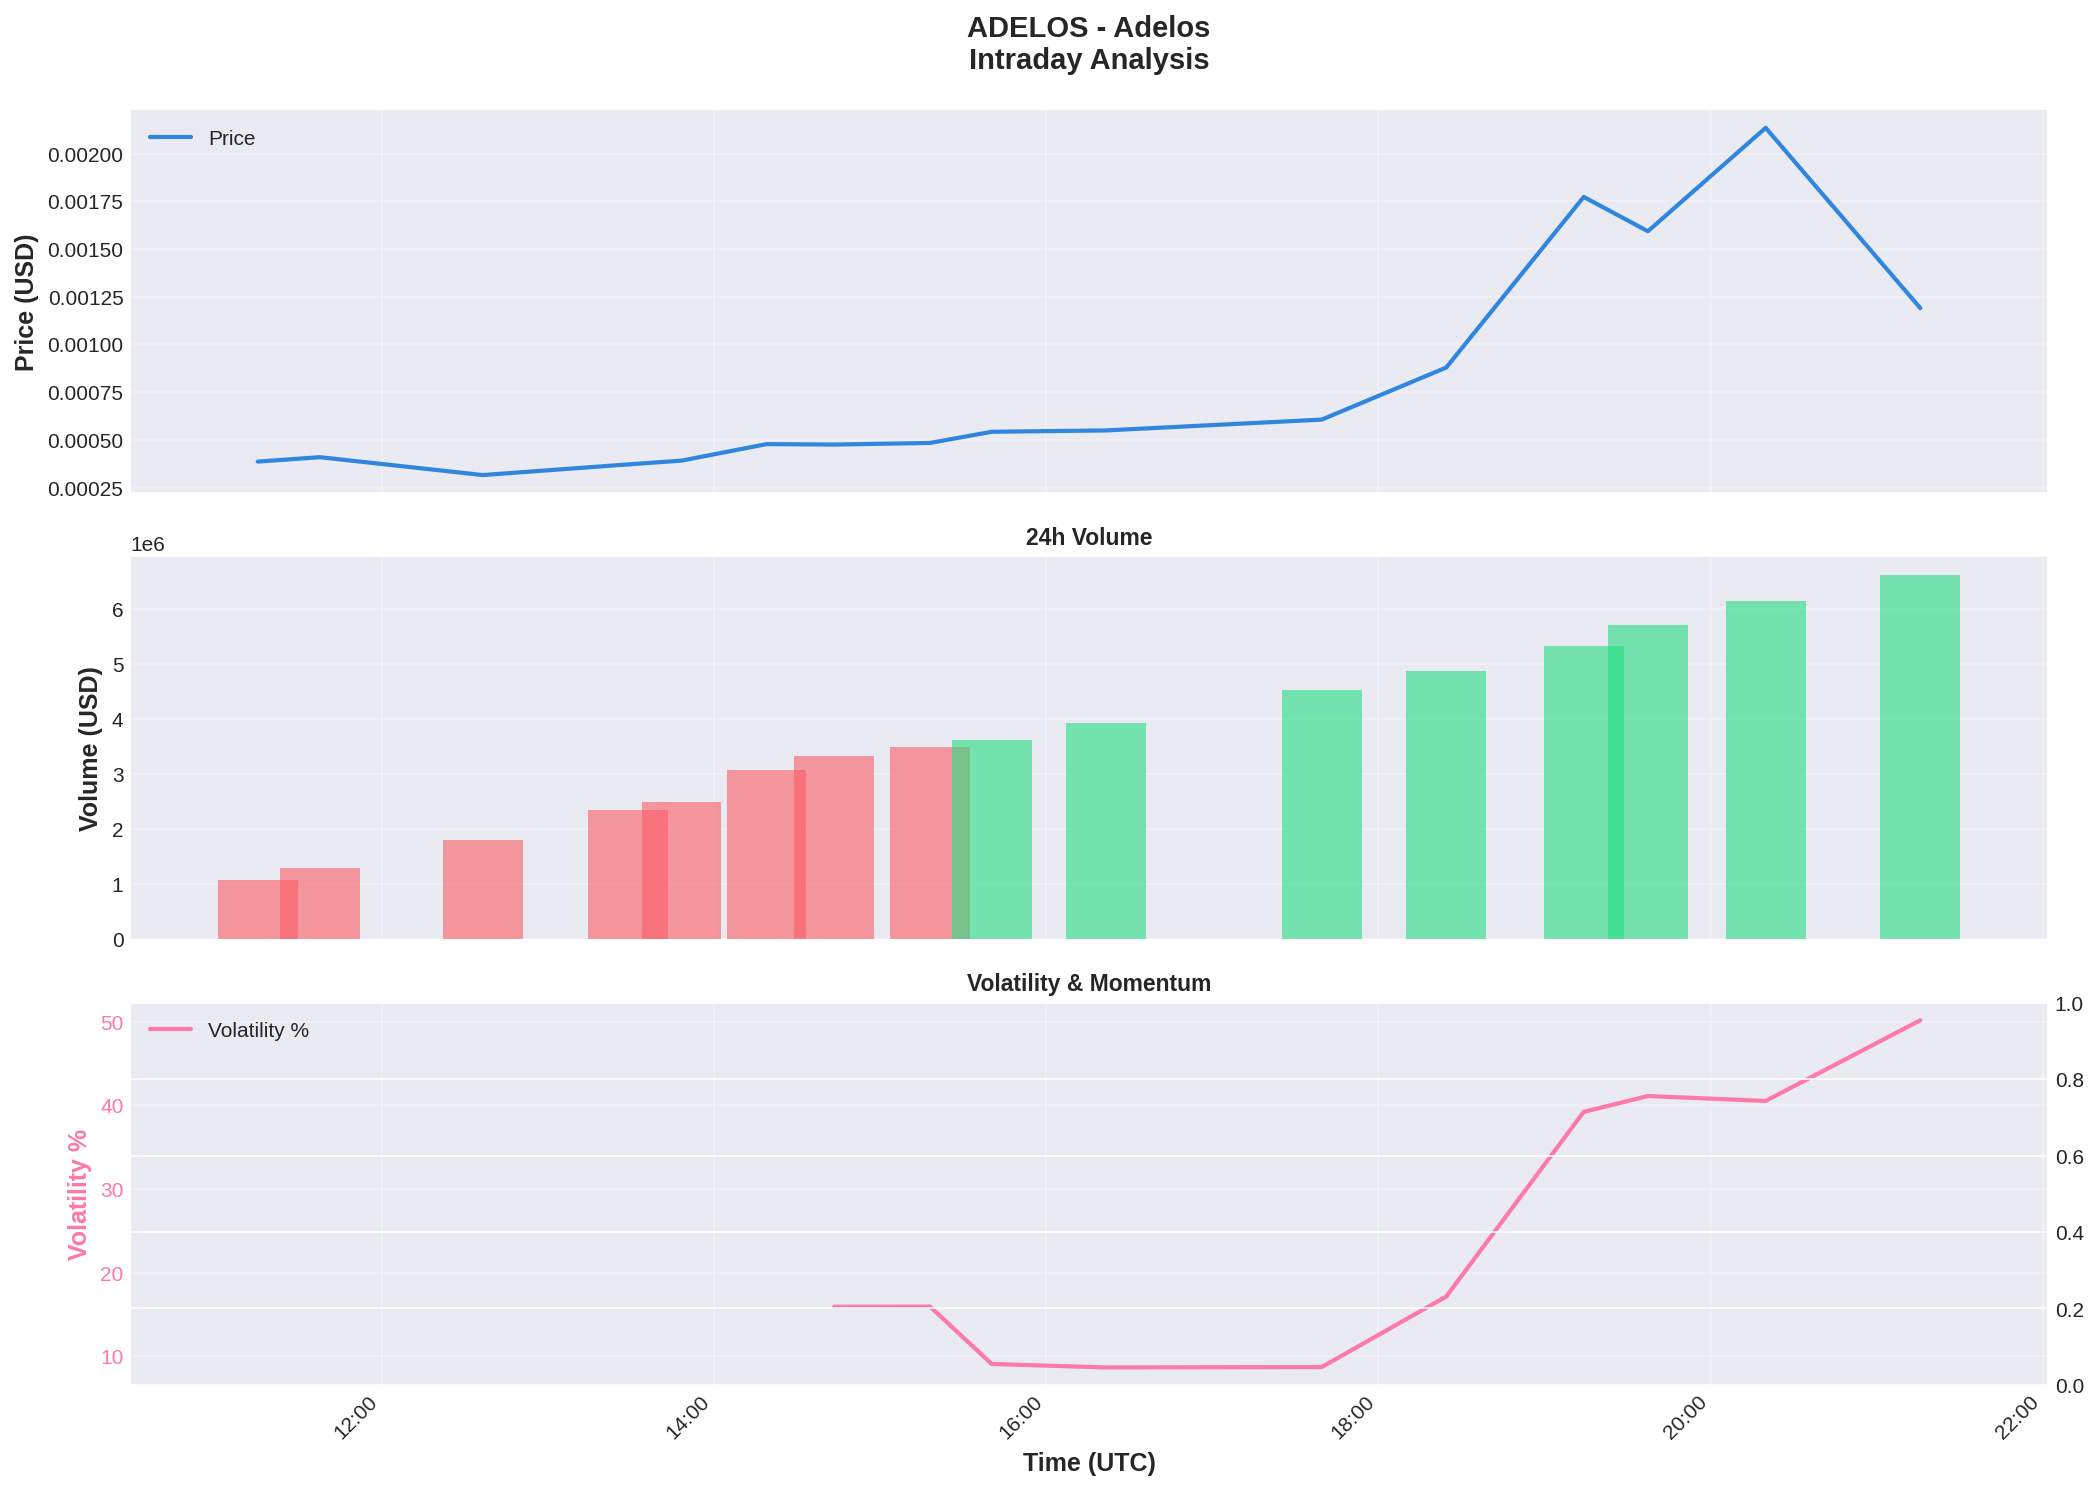 ADELOS - Adelos
Intraday Analysis
Price
0.00200
0.00175
0.00150
0.00125
0.00100
0.00075
0.00050
0.00025
Price (USD)
24h Volume
1e6
6
5
4
3
2
1
0
Volume (USD)
Volatility & Momentum
Volatility %
50
40
30
20
10
Volatility %
1.0
0.8
0.6
0.4
0.2
0.0
12:00
14:00
16:00
18:00
20:00
22:00
Time (UTC)